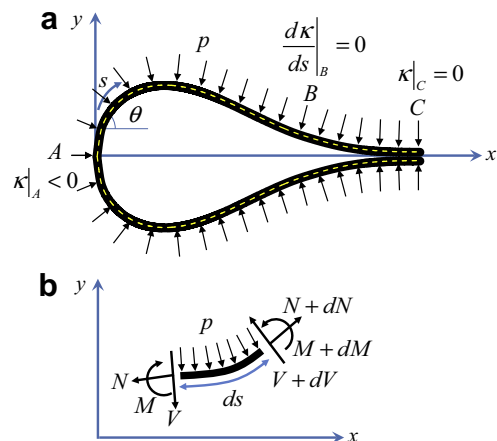 a
y
p
dκ/ds|_B = 0
κ|_C = 0
s
B
C
θ
A
x
κ|_A < 0
b
y
p
N + dN
M + dM
N
M
V + dV
V
ds
x